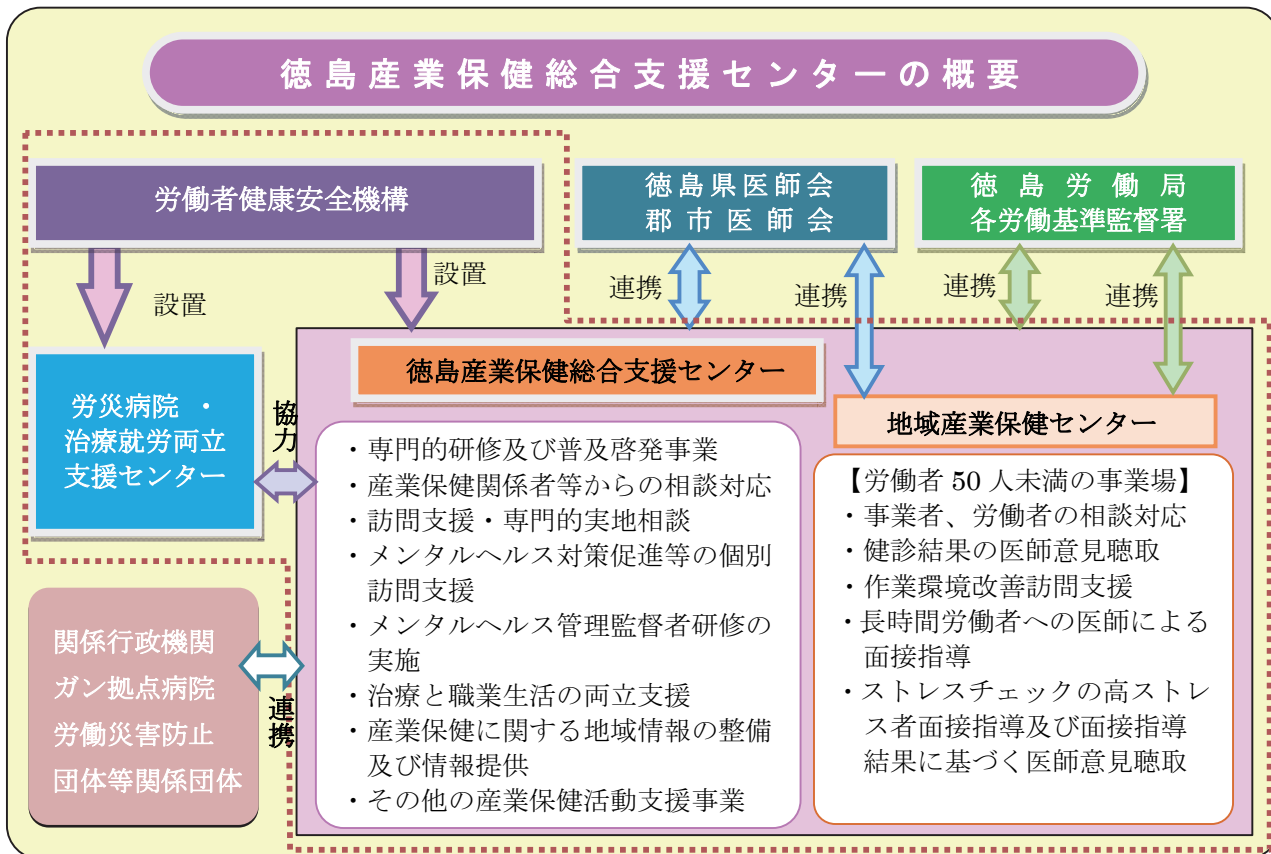 徳島産業保健総合支援センターの概要
労働者健康安全機構
徳島県医師会
郡市医師会
徳島労働局
各労働基準監督署
設置
設置
連携
連携
連携
連携
労災病院・
治療就労両立
支援センター
協力
徳島産業保健総合支援センター
・専門的研修及び普及啓発事業
・産業保健関係者等からの相談対応
・訪問支援・専門的実地相談
・メンタルヘルス対策促進等の個別
訪問支援
・メンタルヘルス管理監督者研修の
実施
・治療と職業生活の両立支援
・産業保健に関する地域情報の整備
及び情報提供
・その他の産業保健活動支援事業
地域産業保健センター
【労働者 50 人未満の事業場】
・事業者、労働者の相談対応
・健診結果の医師意見聴取
・作業環境改善訪問支援
・長時間労働者への医師による
面接指導
・ストレスチェックの高ストレ
ス者面接指導及び面接指導
結果に基づく医師意見聴取
関係行政機関
ガン拠点病院
労働災害防止
団体等関係団体
連携